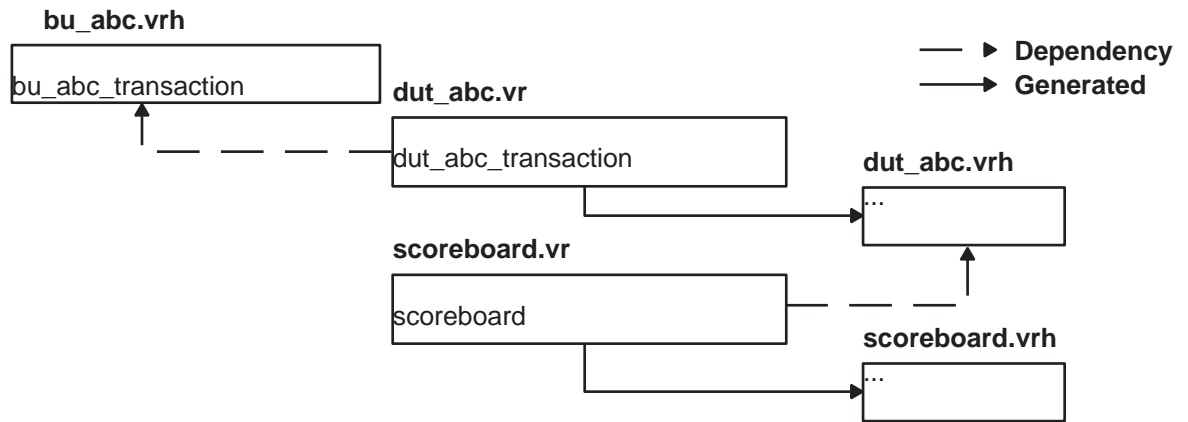 bu_abc.vrh
bu_abc_transaction
Dependency
Generated
dut_abc.vr
dut_abc_transaction
dut_abc.vrh
...
scoreboard.vr
scoreboard
scoreboard.vrh
...